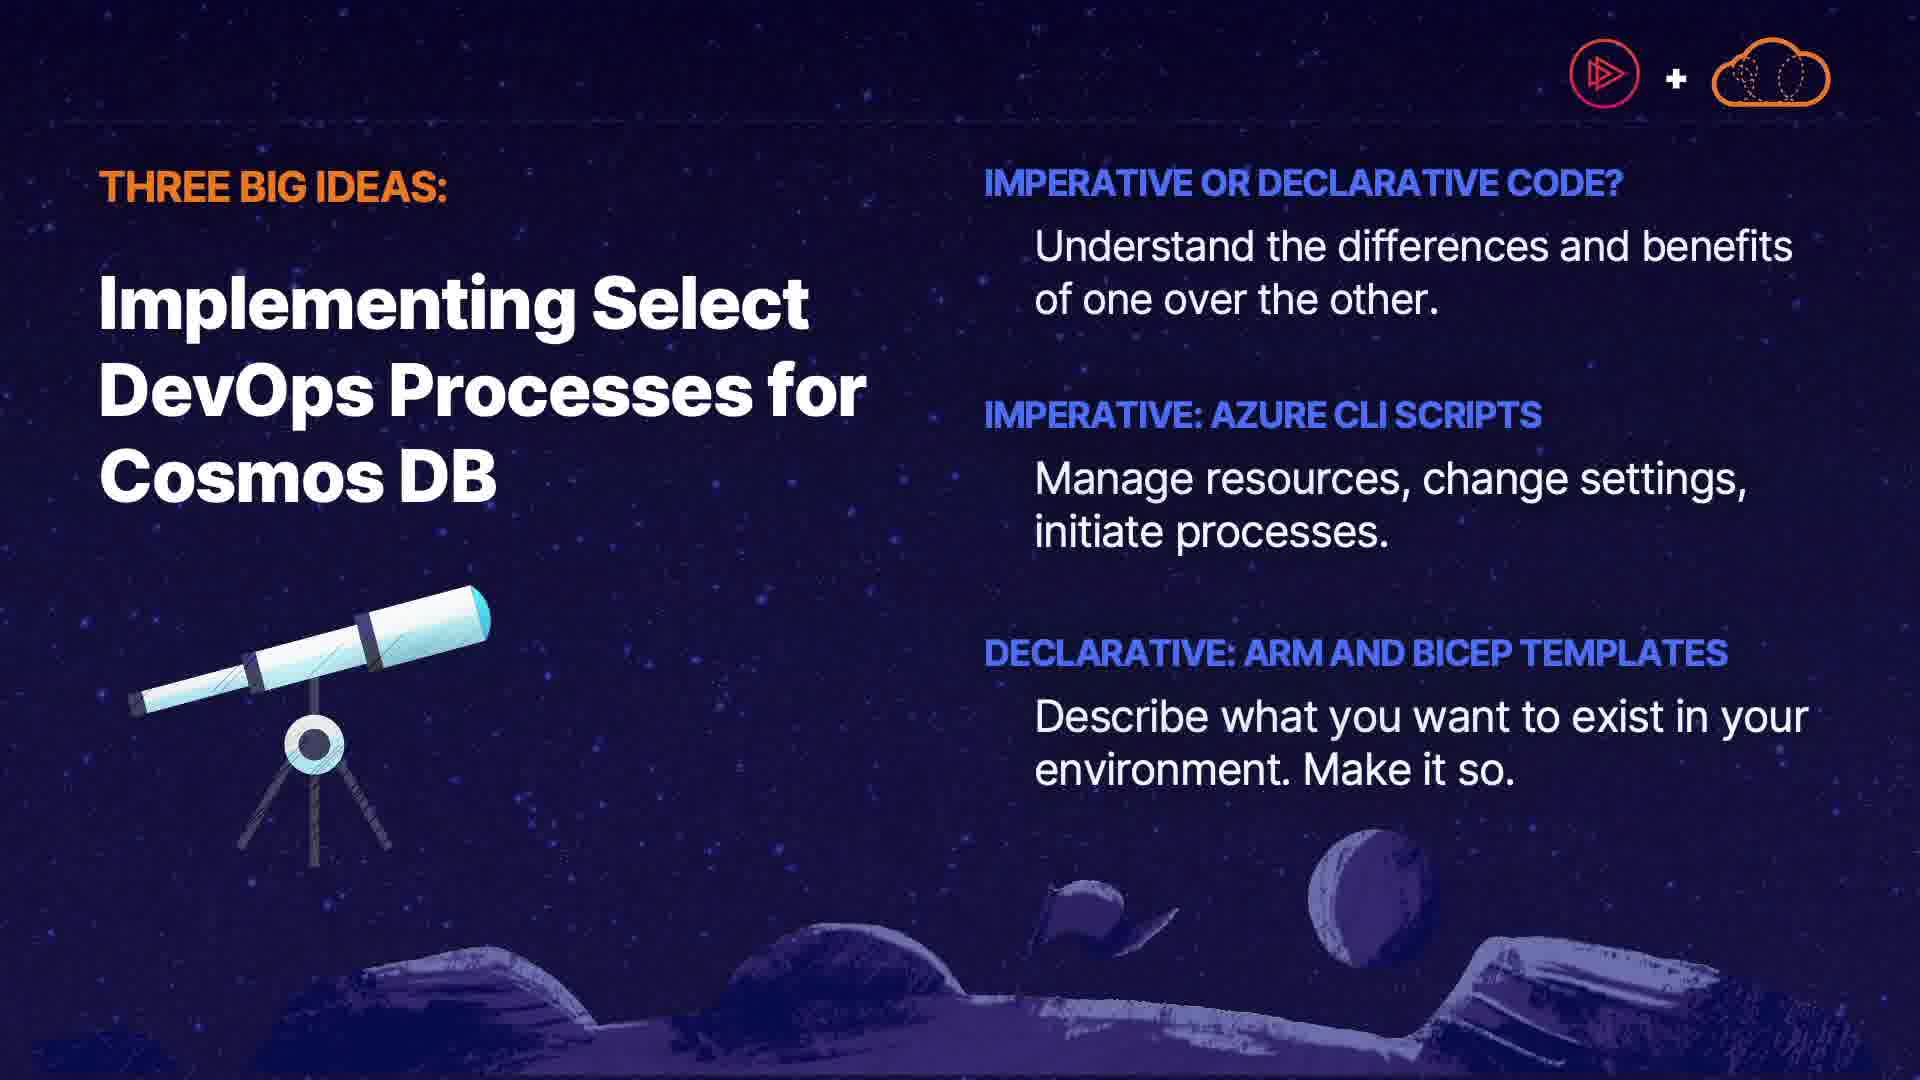 THREE BIG IDEAS:
Implementing Select
DevOps Processes for
Cosmos DB
IMPERATIVE OR DECLARATIVE CODE?
Understand the differences and benefits
of one over the other.
IMPERATIVE: AZURE CLI SCRIPTS
Manage resources, change settings,
initiate processes.
DECLARATIVE: ARM AND BICEP TEMPLATES
Describe what you want to exist in your
environment. Make it so.